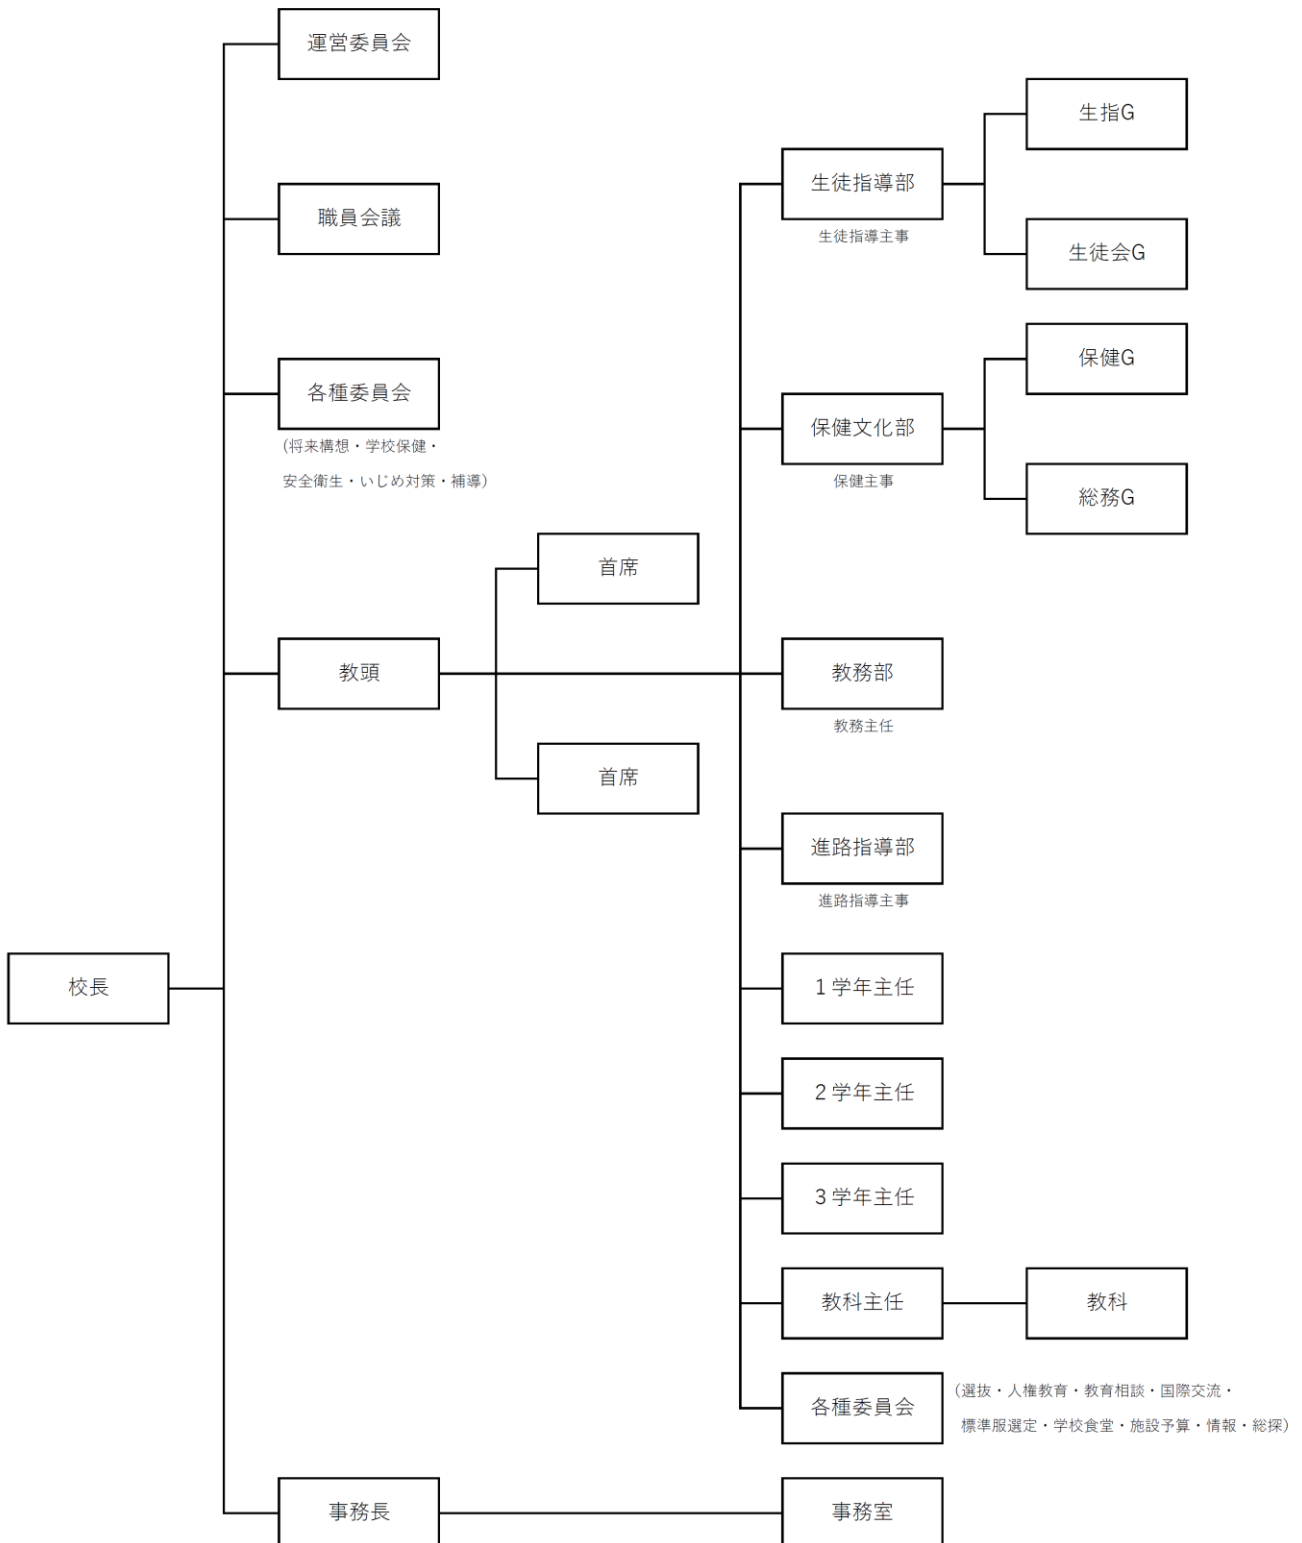 運営委員会
職員会議
各種委員会
(将来構想・学校保健・
安全衛生・いじめ対策・補導)
教頭
首席
首席
校長
事務長
生徒指導部
生徒指導主事
生指G
生徒会G
保健文化部
保健主事
保健G
総務G
教務部
教務主任
進路指導部
進路指導主事
1学年主任
2学年主任
3学年主任
教科主任
教科
各種委員会
(選抜・人権教育・教育相談・国際交流・
標準服選定・学校食堂・施設予算・情報・総探)
事務室